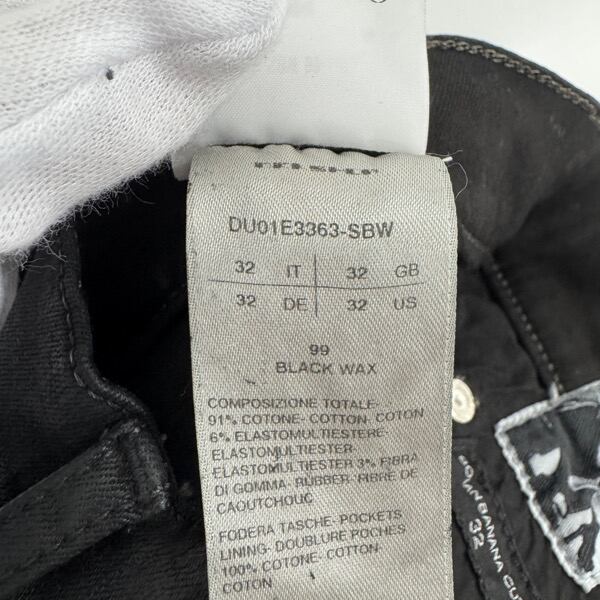 DU01E3363-SBW
32 IT 32 GB
32 DE 32 US
99
BLACK WAX
COMPOSIZIONE TOTALE-
91% COTONE- COTTON- COTON
6% ELASTOMULTIESTERE-
ELASTOMULTIESTER-
ELASTOMULTIESTER 3% FIBRA
DI GOMMA- RUBBER- FIBRE DE
CAOUTCHOUC
FODERA TASCHE- POCKETS
LINING- DOUBLURE POCHES
100% COTONE- COTTON-
COTON
BANANA CUT
32